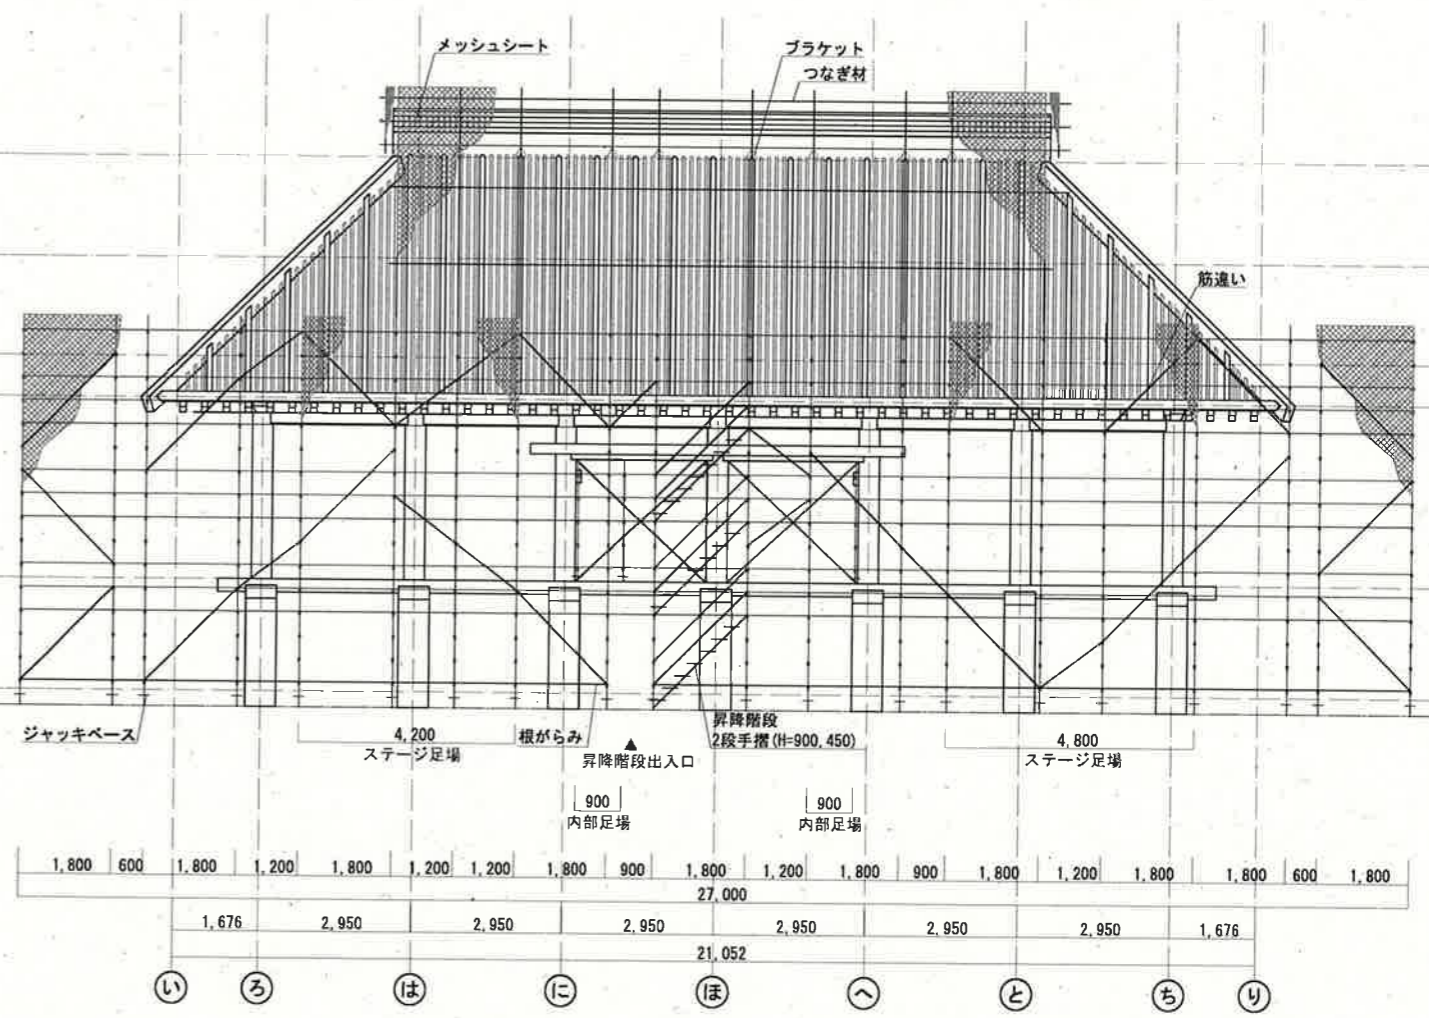 メッシュシート
ブラケット
つなぎ材
筋違い
ジャッキベース
4,200
ステージ足場
根がらみ
昇降階段出入口
昇降階段
2段手摺(H=900,450)
4,800
ステージ足場
900
内部足場
900
内部足場
1,800 600 1,800 1,200 1,800 1,200 1,200 1,800 900 1,800 1,200 1,800 900 1,800 1,200 1,800 1,800 600 1,800
27,000
1,676 2,950 2,950 2,950 2,950 2,950 2,950 1,676
21,052
い ろ は に ほ へ と ち り